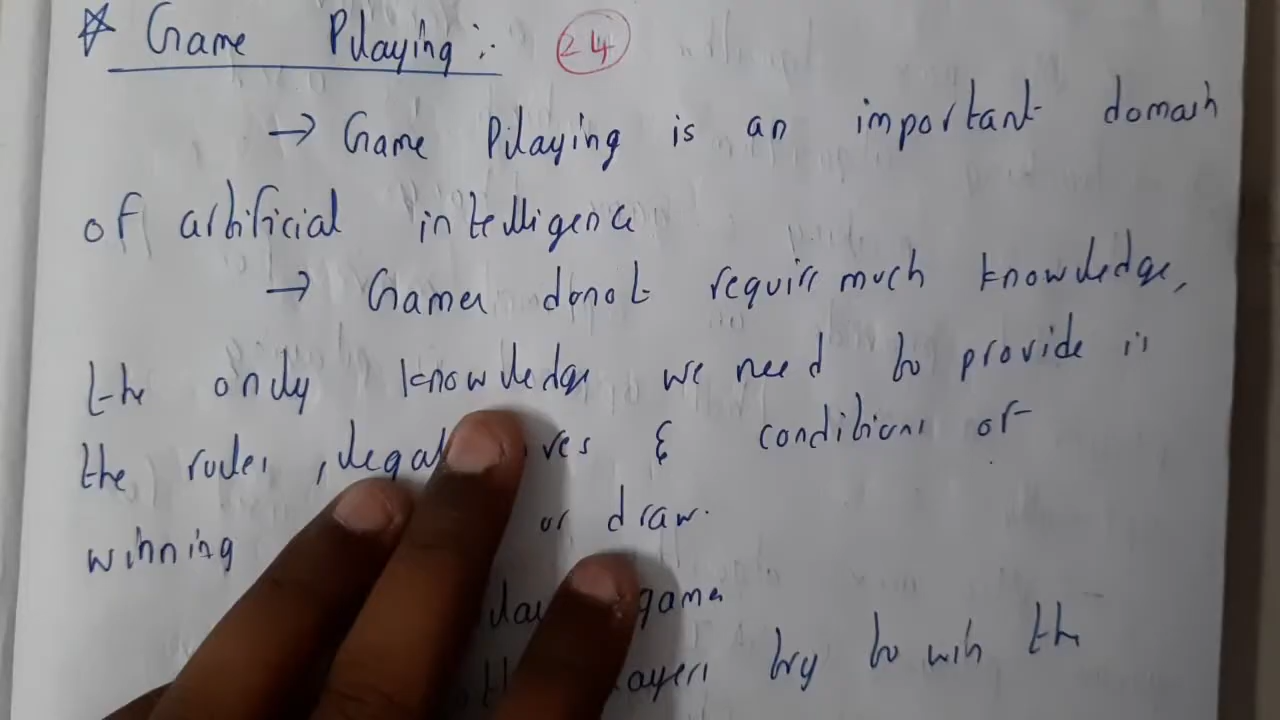 ☆ Game Playing :-
24
→ Game Playing is an important domain
of artificial intelligence
→ Games donot require much knowledge,
the only knowledge we need to provide is
the rules, legal & conditions of
winning or draw.
game
try to win the